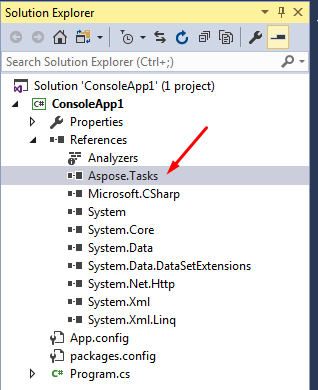 Solution Explorer
Search Solution Explorer (Ctrl+;)
Solution 'ConsoleApp1' (1 project)
C# ConsoleApp1
Properties
References
Analyzers
Aspose.Tasks
Microsoft.CSharp
System
System.Core
System.Data
System.Data.DataSetExtensions
System.Net.Http
System.Xml
System.Xml.Linq
App.config
packages.config
C# Program.cs